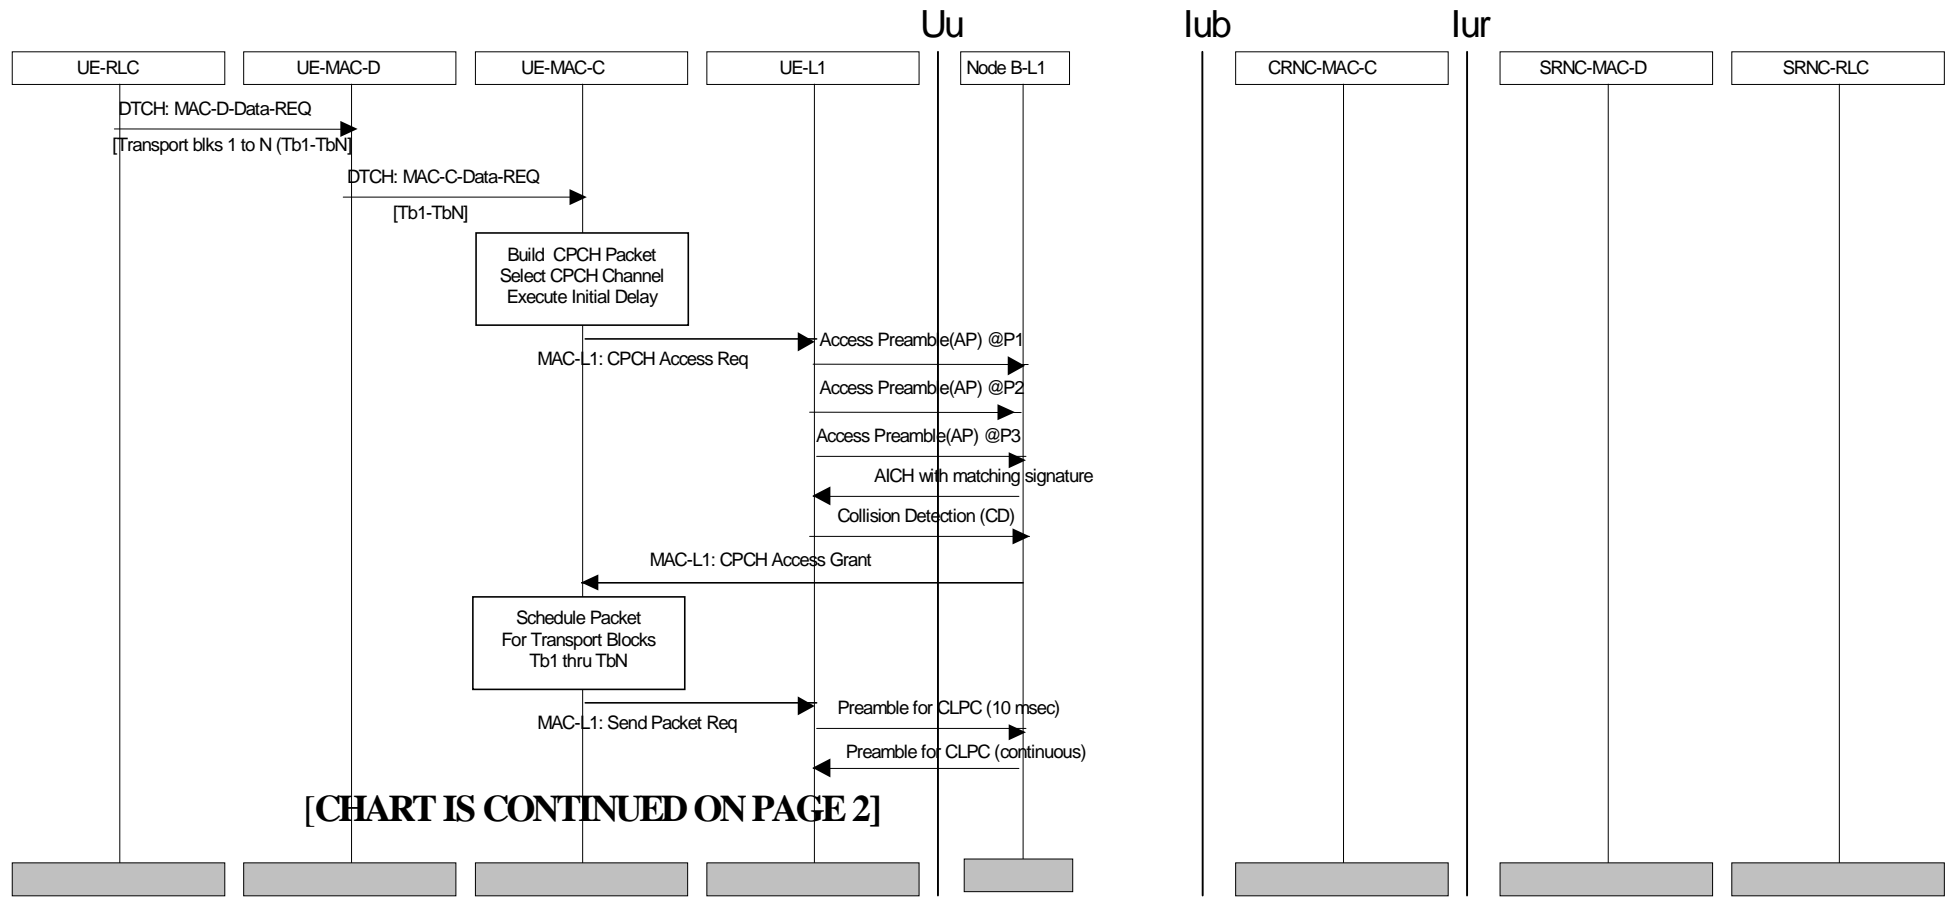 Uu Iub Iur
UE-RLC UE-MAC-D UE-MAC-C UE-L1 Node B-L1 CRNC-MAC-C SRNC-MAC-D SRNC-RLC
DTCH: MAC-D-Data-REQ
[Transport blks 1 to N (Tb1-TbN]
DTCH: MAC-C-Data-REQ
[Tb1-TbN]
Build CPCH Packet
Select CPCH Channel
Execute Initial Delay
Access Preamble(AP) @P1
MAC-L1: CPCH Access Req
Access Preamble(AP) @P2
Access Preamble(AP) @P3
AICH with matching signature
Collision Detection (CD)
MAC-L1: CPCH Access Grant
Schedule Packet
For Transport Blocks
Tb1 thru TbN
Preamble for CLPC (10 msec)
MAC-L1: Send Packet Req
Preamble for CLPC (continuous)
[CHART IS CONTINUED ON PAGE 2]